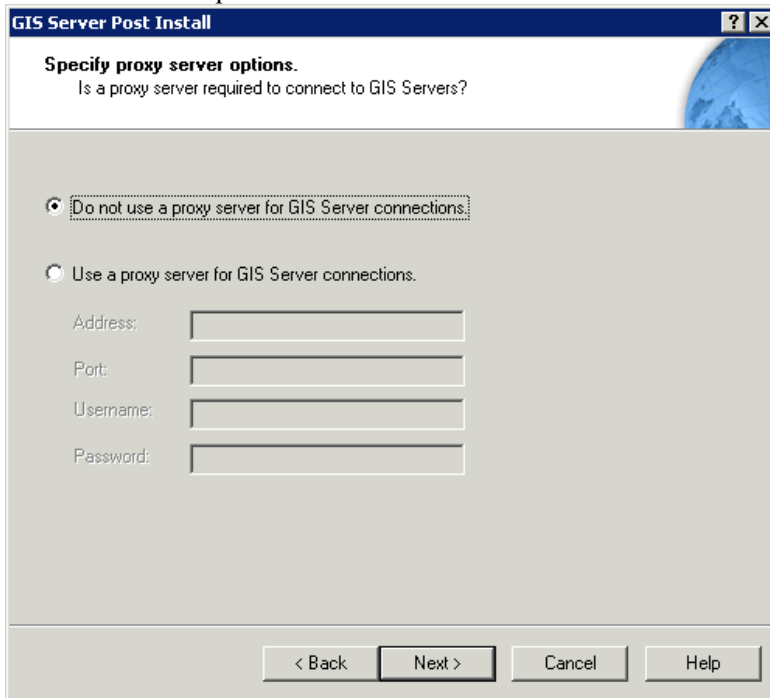 GIS Server Post Install
Specify proxy server options.
Is a proxy server required to connect to GIS Servers?
Do not use a proxy server for GIS Server connections.
Use a proxy server for GIS Server connections.
Address:
Port:
Username:
Password:
< Back Next > Cancel Help